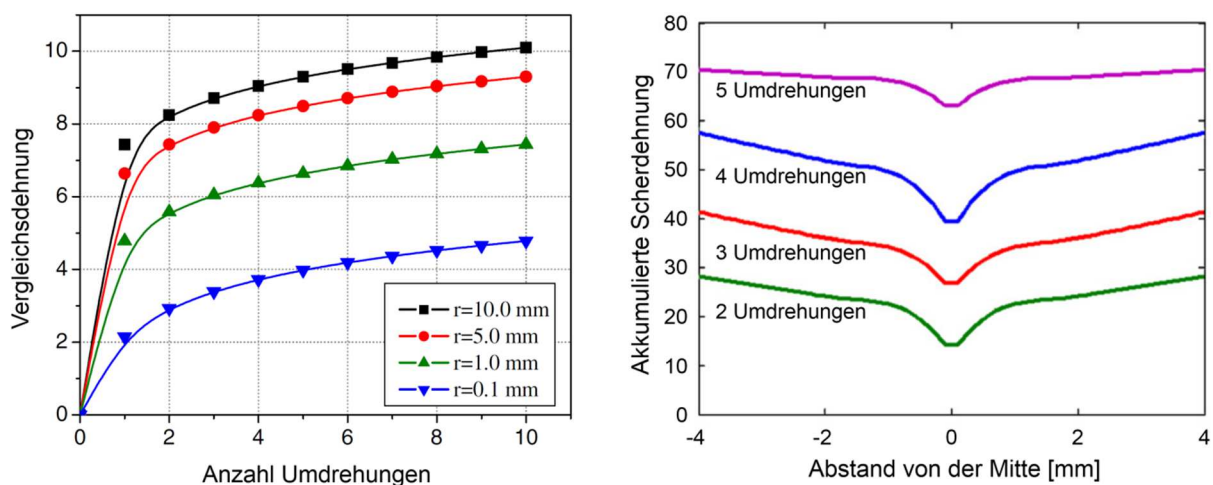 Vergleichsdehnung
10
8
6
4
2
0
0 2 4 6 8 10
Anzahl Umdrehungen
r=10.0 mm
r=5.0 mm
r=1.0 mm
r=0.1 mm
Akkumulierte Scherdehnung
80
70
60
50
40
30
20
10
0
5 Umdrehungen
4 Umdrehungen
3 Umdrehungen
2 Umdrehungen
-4 -2 0 2 4
Abstand von der Mitte [mm]